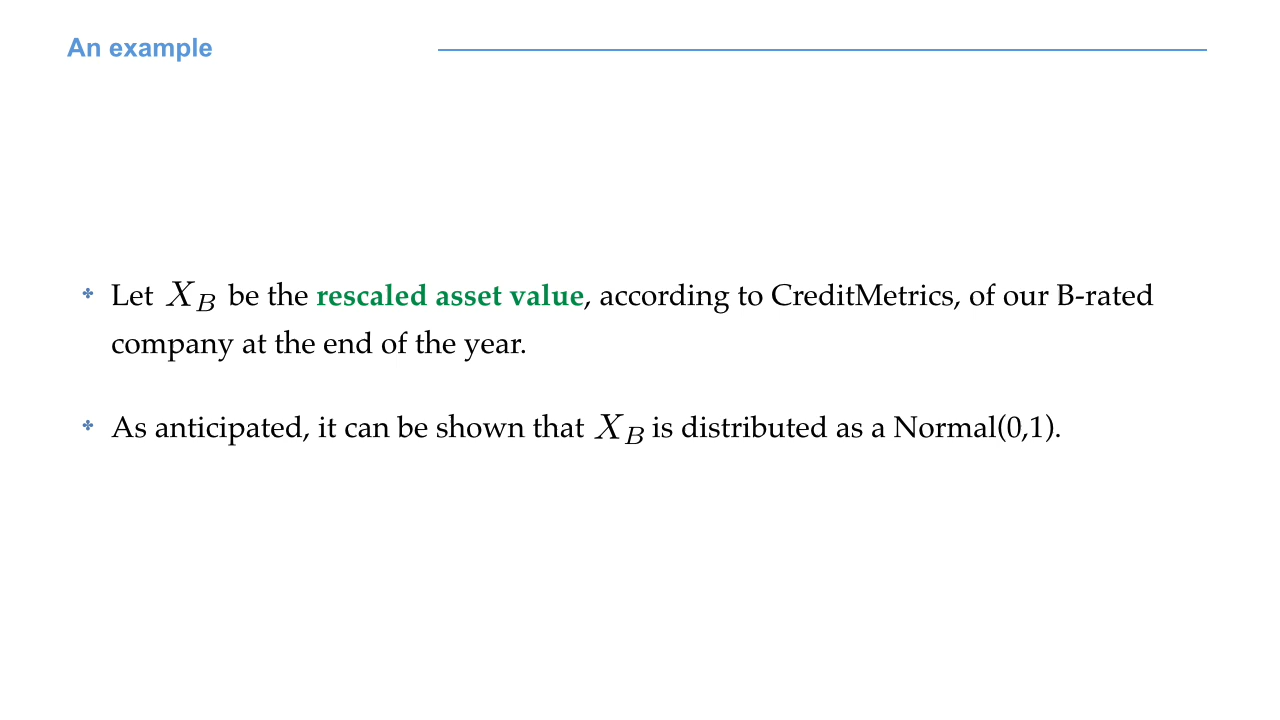 An example
✤ Let X_B be the rescaled asset value, according to CreditMetrics, of our B-rated
company at the end of the year.
✤ As anticipated, it can be shown that X_B is distributed as a Normal(0,1).